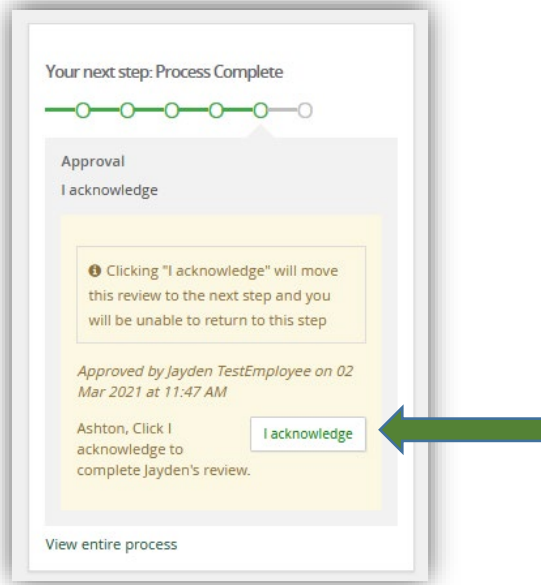 Your next step: Process Complete
Approval
I acknowledge
Clicking "I acknowledge" will move
this review to the next step and you
will be unable to return to this step
Approved by Jayden TestEmployee on 02
Mar 2021 at 11:47 AM
Ashton, Click I
acknowledge to
complete Jayden's review.
I acknowledge
View entire process